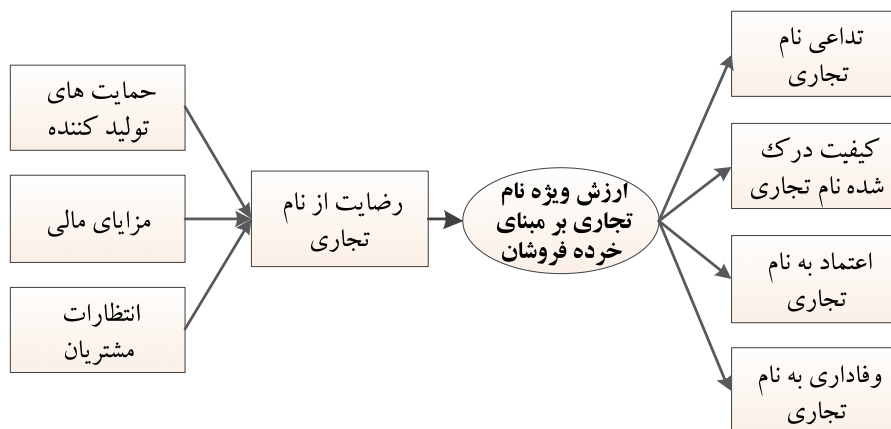 حمایت های
تولید کننده
مزایای مالی
انتظارات
مشتریان
رضایت از نام
تجاری
ارزش ویژه نام
تجاری بر مبنای
خرده فروشان
تداعی نام
تجاری
کیفیت درک
شده نام تجاری
اعتماد به نام
تجاری
وفاداری به نام
تجاری